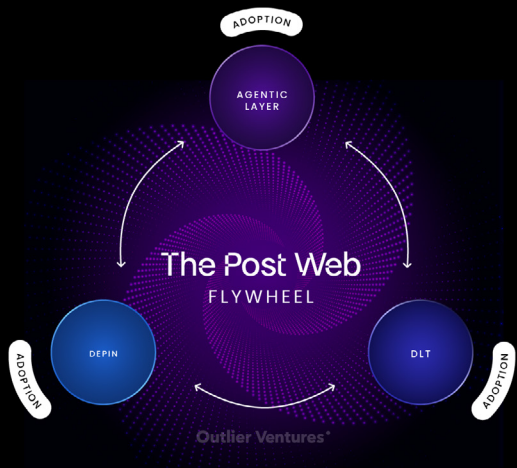 ADOPTION
AGENTIC
LAYER
The Post Web
FLYWHEEL
DEPIN
DLT
ADOPTION
ADOPTION
Outlier Ventures